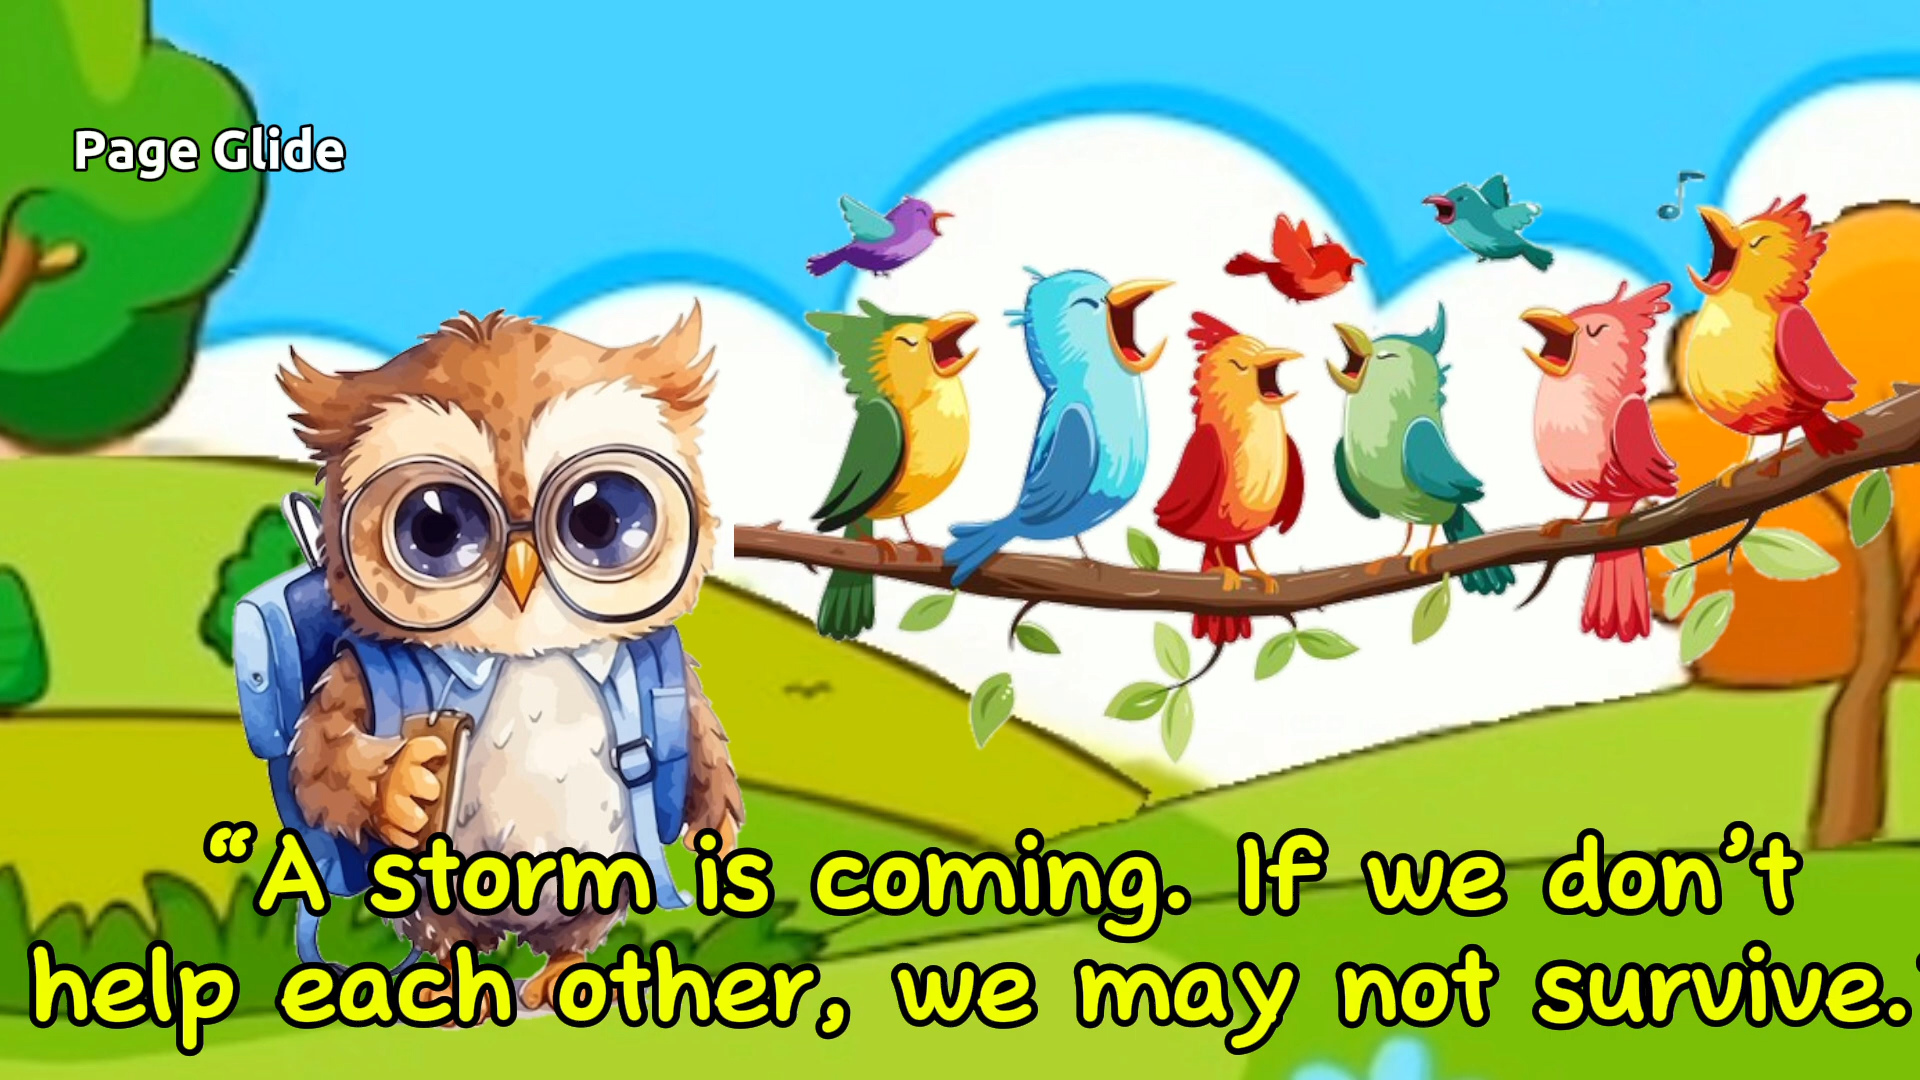 Page Glide
“A storm is coming. If we don’t
help each other, we may not survive.